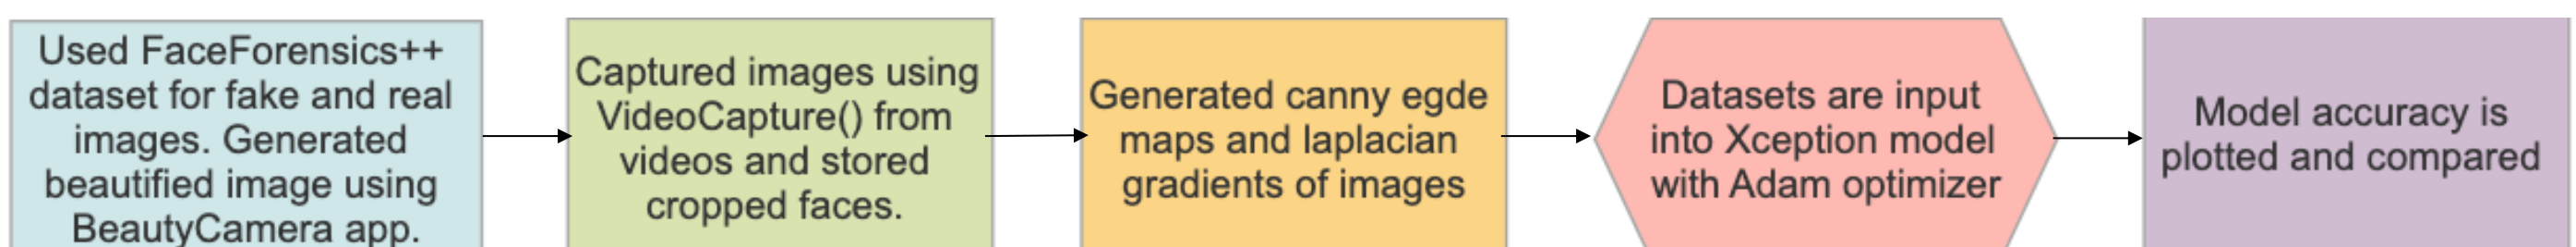 Used FaceForensics++
dataset for fake and real
images. Generated
beautified image using
BeautyCamera app.
Captured images using
VideoCapture() from
videos and stored
cropped faces.
Generated canny egde
maps and laplacian
gradients of images
Datasets are input
into Xception model
with Adam optimizer
Model accuracy is
plotted and compared